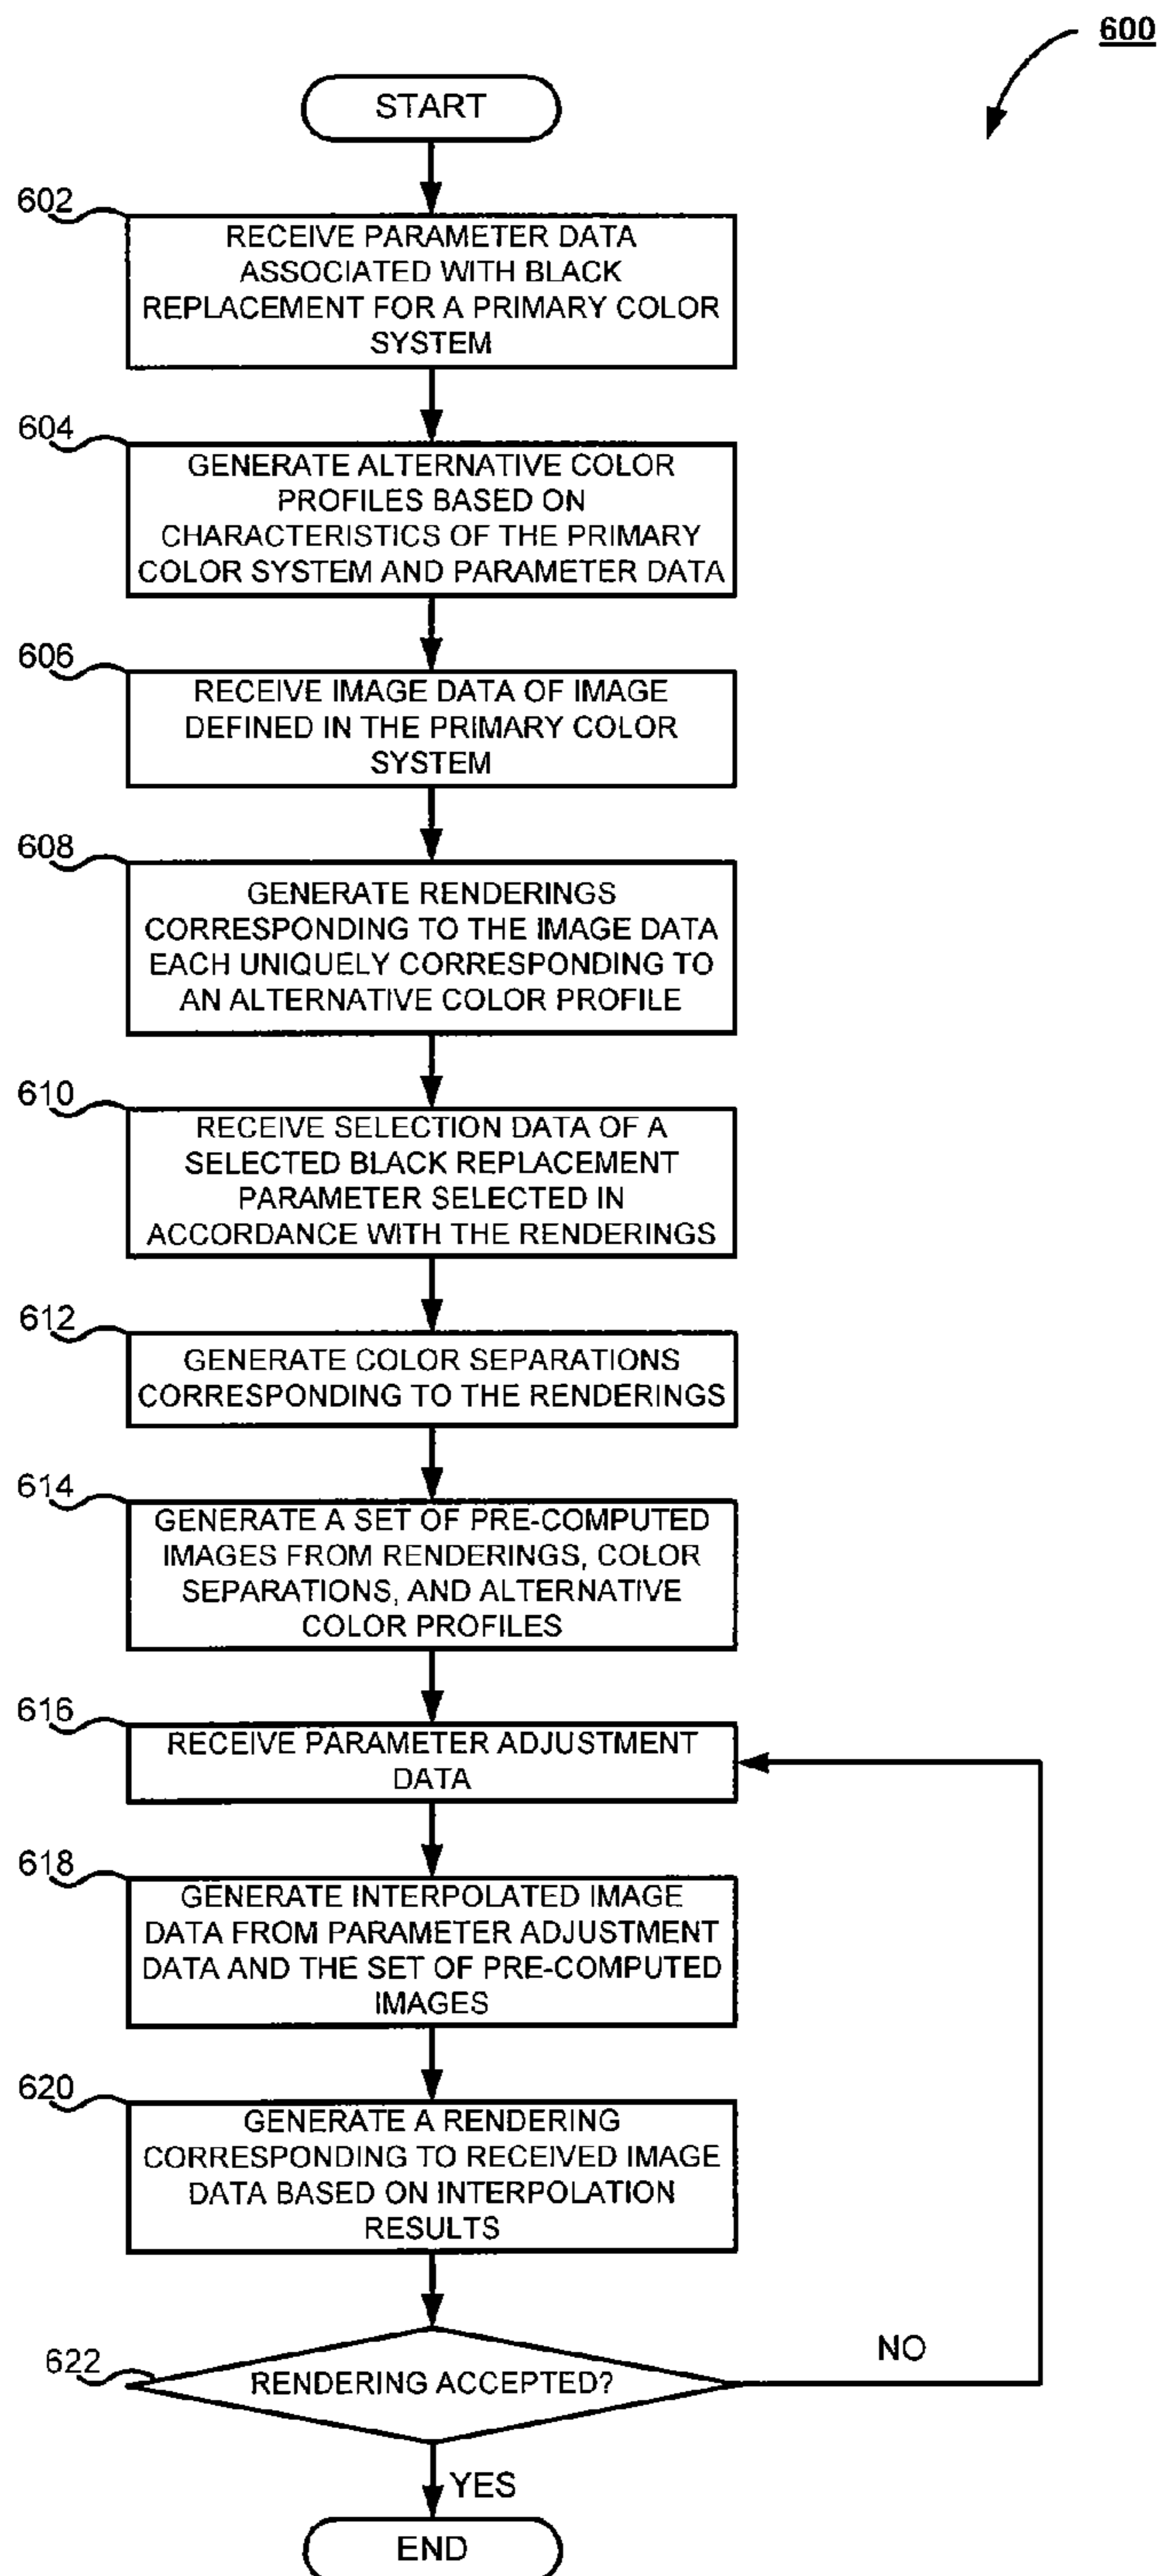 600
START
602
RECEIVE PARAMETER DATA
ASSOCIATED WITH BLACK
REPLACEMENT FOR A PRIMARY COLOR
SYSTEM
604
GENERATE ALTERNATIVE COLOR
PROFILES BASED ON
CHARACTERISTICS OF THE PRIMARY
COLOR SYSTEM AND PARAMETER DATA
606
RECEIVE IMAGE DATA OF IMAGE
DEFINED IN THE PRIMARY COLOR
SYSTEM
608
GENERATE RENDERINGS
CORRESPONDING TO THE IMAGE DATA
EACH UNIQUELY CORRESPONDING TO
AN ALTERNATIVE COLOR PROFILE
610
RECEIVE SELECTION DATA OF A
SELECTED BLACK REPLACEMENT
PARAMETER SELECTED IN
ACCORDANCE WITH THE RENDERINGS
612
GENERATE COLOR SEPARATIONS
CORRESPONDING TO THE RENDERINGS
614
GENERATE A SET OF PRE-COMPUTED
IMAGES FROM RENDERINGS, COLOR
SEPARATIONS, AND ALTERNATIVE
COLOR PROFILES
616
RECEIVE PARAMETER ADJUSTMENT
DATA
618
GENERATE INTERPOLATED IMAGE
DATA FROM PARAMETER ADJUSTMENT
DATA AND THE SET OF PRE-COMPUTED
IMAGES
620
GENERATE A RENDERING
CORRESPONDING TO RECEIVED IMAGE
DATA BASED ON INTERPOLATION
RESULTS
622
RENDERING ACCEPTED?
NO
YES
END